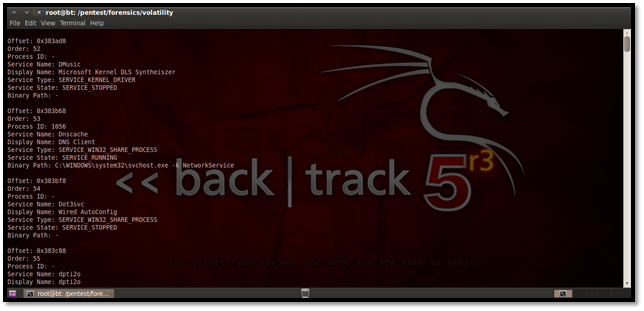 root@bt: /pentest/forensics/volatility
File Edit View Terminal Help
Offset: 0x383ad8
Order: 52
Process ID: -
Service Name: DMusic
Display Name: Microsoft Kernel DLS Syntheiszer
Service Type: SERVICE_KERNEL_DRIVER
Service State: SERVICE_STOPPED
Binary Path: -
Offset: 0x383b60
Order: 53
Process ID: 1056
Service Name: Dnscache
Display Name: DNS Client
Service Type: SERVICE_WIN32_SHARE_PROCESS
Service State: SERVICE_RUNNING
Binary Path: C:\WINDOWS\system32\svchost.exe -k NetworkService
Offset: 0x383bf8
Order: 54
Process ID: -
Service Name: Dot3svc
Display Name: Wired AutoConfig
Service Type: SERVICE_WIN32_SHARE_PROCESS
Service State: SERVICE_STOPPED
Binary Path: -
Offset: 0x383c88
Order: 55
Process ID: -
Service Name: dpti2o
Display Name: dpti2o
<< back | track 5 r3
the quieter you become, the more you are able to hear
root@bt: /pentest/fore...